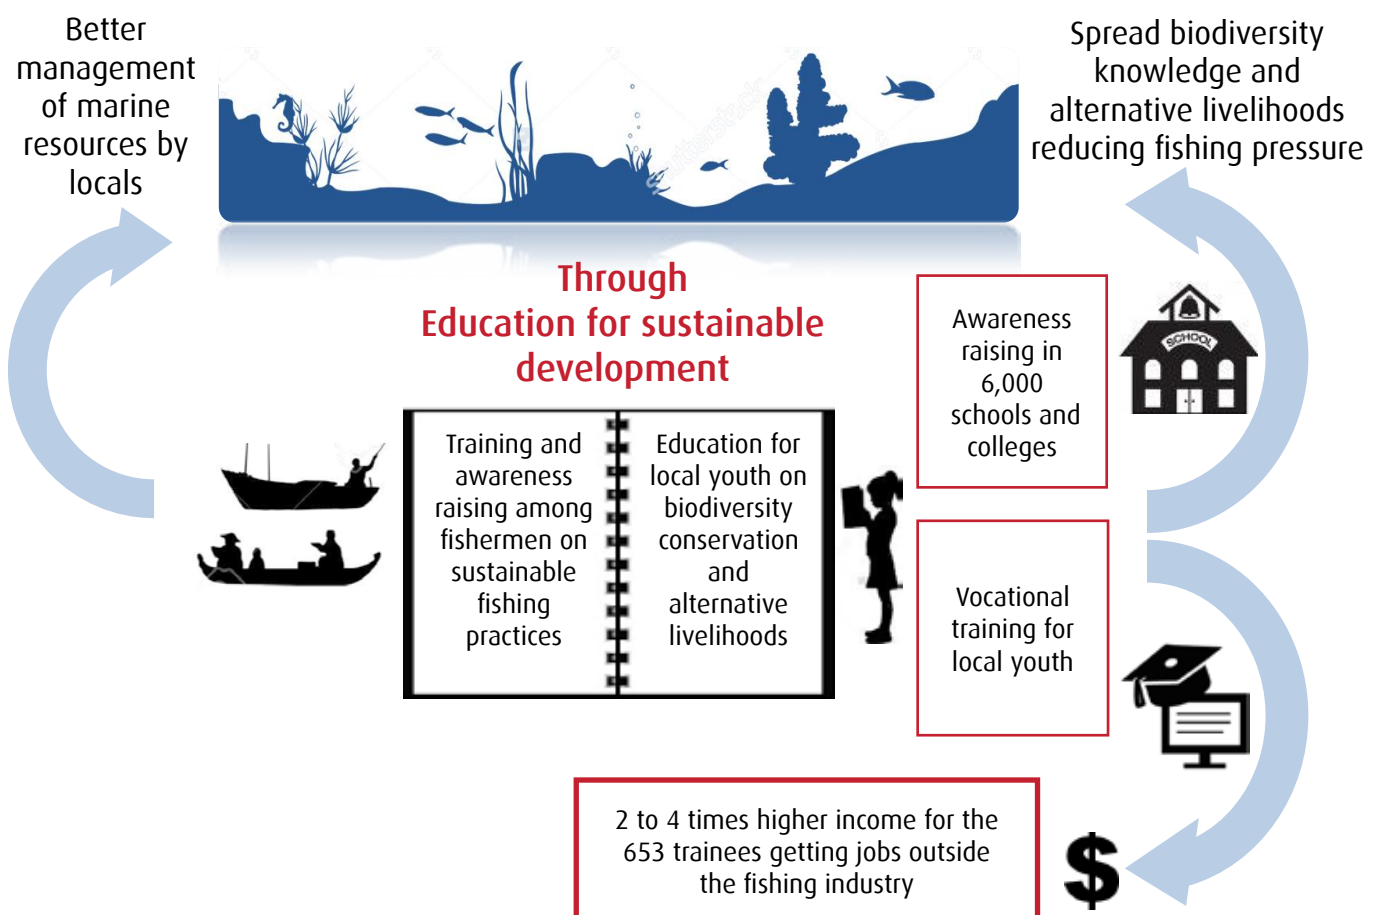 Better
management
of marine
resources by
locals
Spread biodiversity
knowledge and
alternative livelihoods
reducing fishing pressure
Through
Education for sustainable
development
Training and
awareness
raising among
fishermen on
sustainable
fishing
practices
Education for
local youth on
biodiversity
conservation
and
alternative
livelihoods
Awareness
raising in
6,000
schools and
colleges
SCHOOL
Vocational
training for
local youth
2 to 4 times higher income for the
653 trainees getting jobs outside
the fishing industry
$